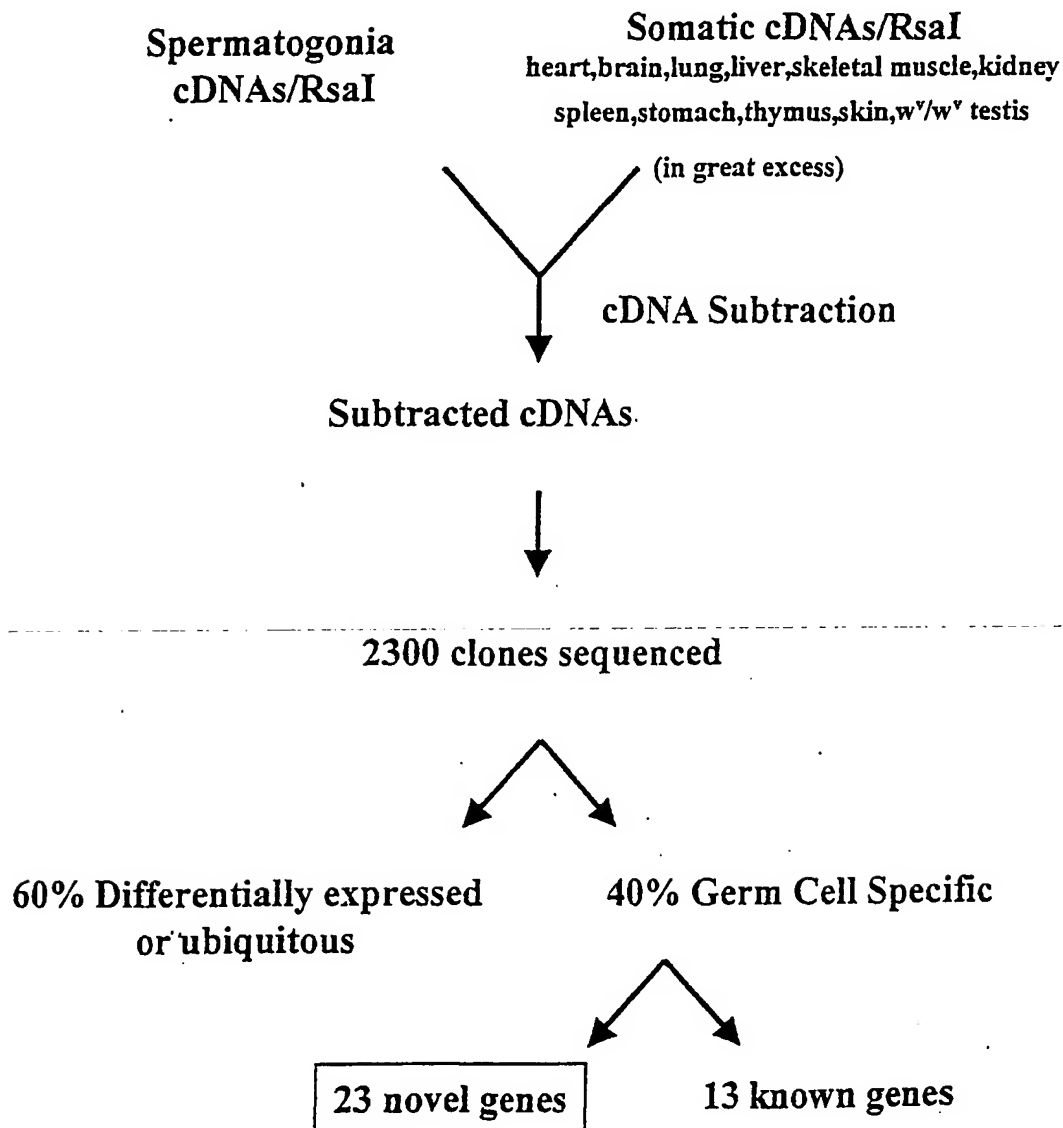 Spermatogonia
cDNAs/RsaI
Somatic cDNAs/RsaI
heart,brain,lung,liver,skeletal muscle,kidney
spleen,stomach,thymus,skin,wᵛ/wᵛ testis
(in great excess)
cDNA Subtraction
Subtracted cDNAs
2300 clones sequenced
60% Differentially expressed
or ubiquitous
40% Germ Cell Specific
23 novel genes
13 known genes